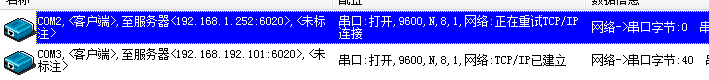 COM2,<客户端>,至服务器<192.168.1.252:6020>,<未标注> 串口:打开,9600,N,8,1,网络:正在重试TCP/IP连接 网络->串口字节:0
COM3,<客户端>,至服务器<192.168.192.101:6020>,<未标注> 串口:打开,9600,N,8,1,网络:TCP/IP已建立 网络->串口字节:40